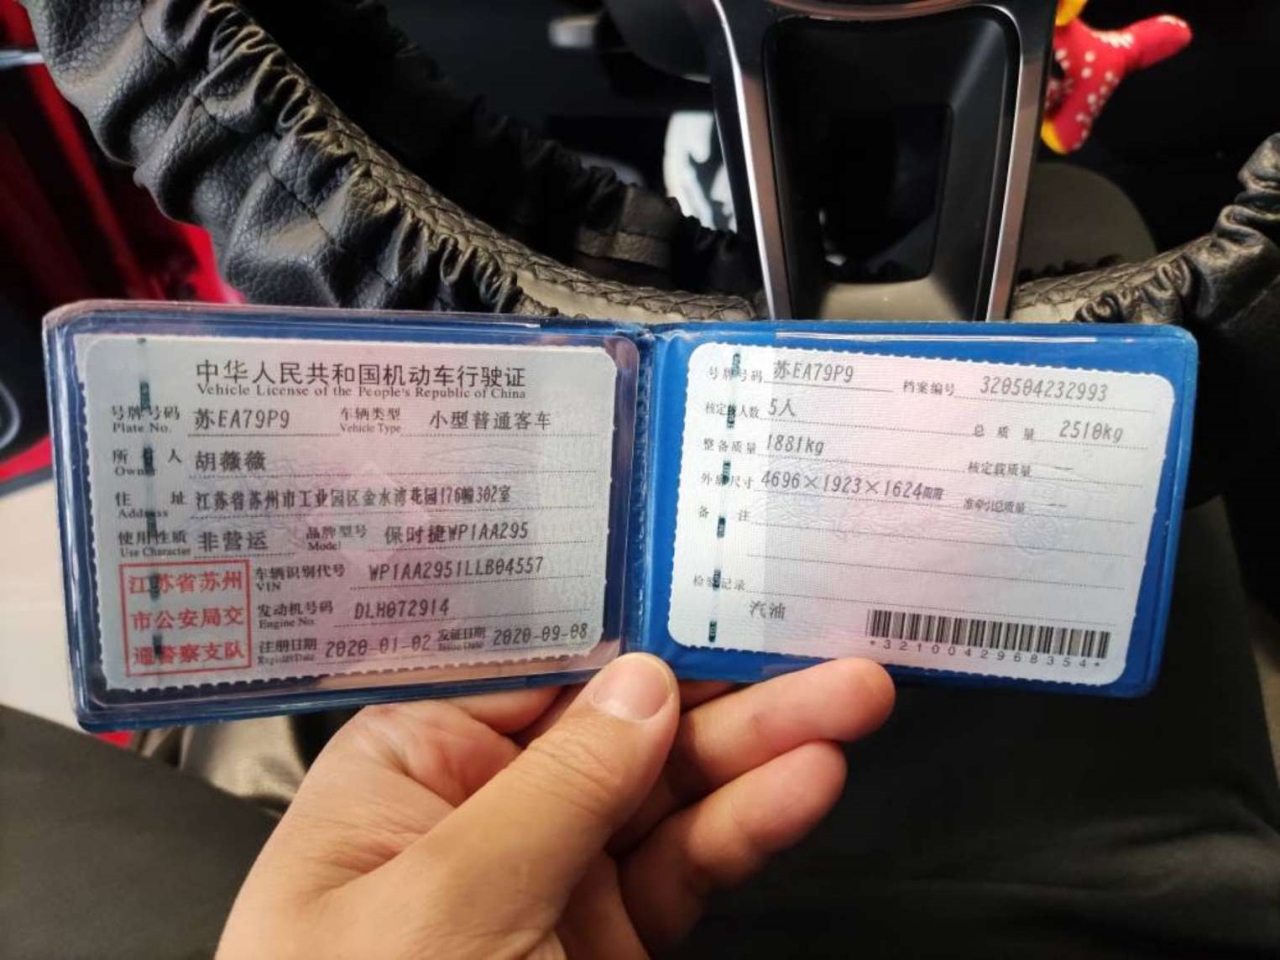 中华人民共和国机动车行驶证
Vehicle License of the People's Republic of China
号牌号码 苏EA79P9 车辆类型 小型普通客车
Plate No. Vehicle Type
所 人 胡薇薇
Owner
住 址 江苏省苏州市工业园区金水湾花园176幢302室
Address
使用性质 非营运 品牌型号 保时捷WP1AA295
Use Character Model
江苏省苏州
市公安局交
通警察支队
车辆识别代号 WP1AA2951LLB04557
VIN
发动机号码 DLH072914
Engine No.
注册日期 2020-01-02 发证日期 2020-09-08
Register Date Issue Date
号牌号码 苏EA79P9 档案编号 320504232993
核定载人数 5人 总质量 2510kg
整备质量 1881kg 核定载质量 --
外廓尺寸 4696×1923×1624mm 准牵引总质量 --
备 注
检验记录
汽油
*3210042968354*